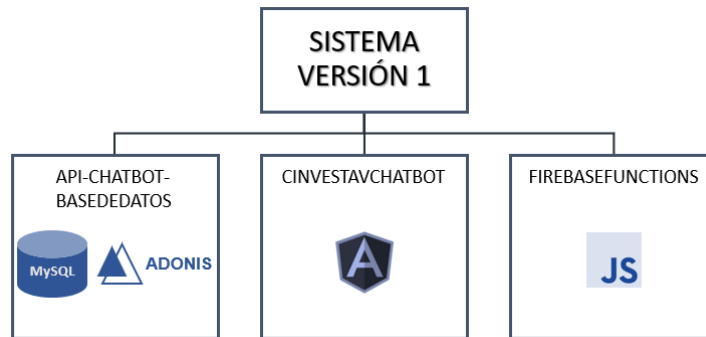 SISTEMA
VERSIÓN 1
API-CHATBOT-
BASEDEDATOS
CINVESTAVCHATBOT
FIREBASEFUNCTIONS
MySQL
ADONIS
A
JS